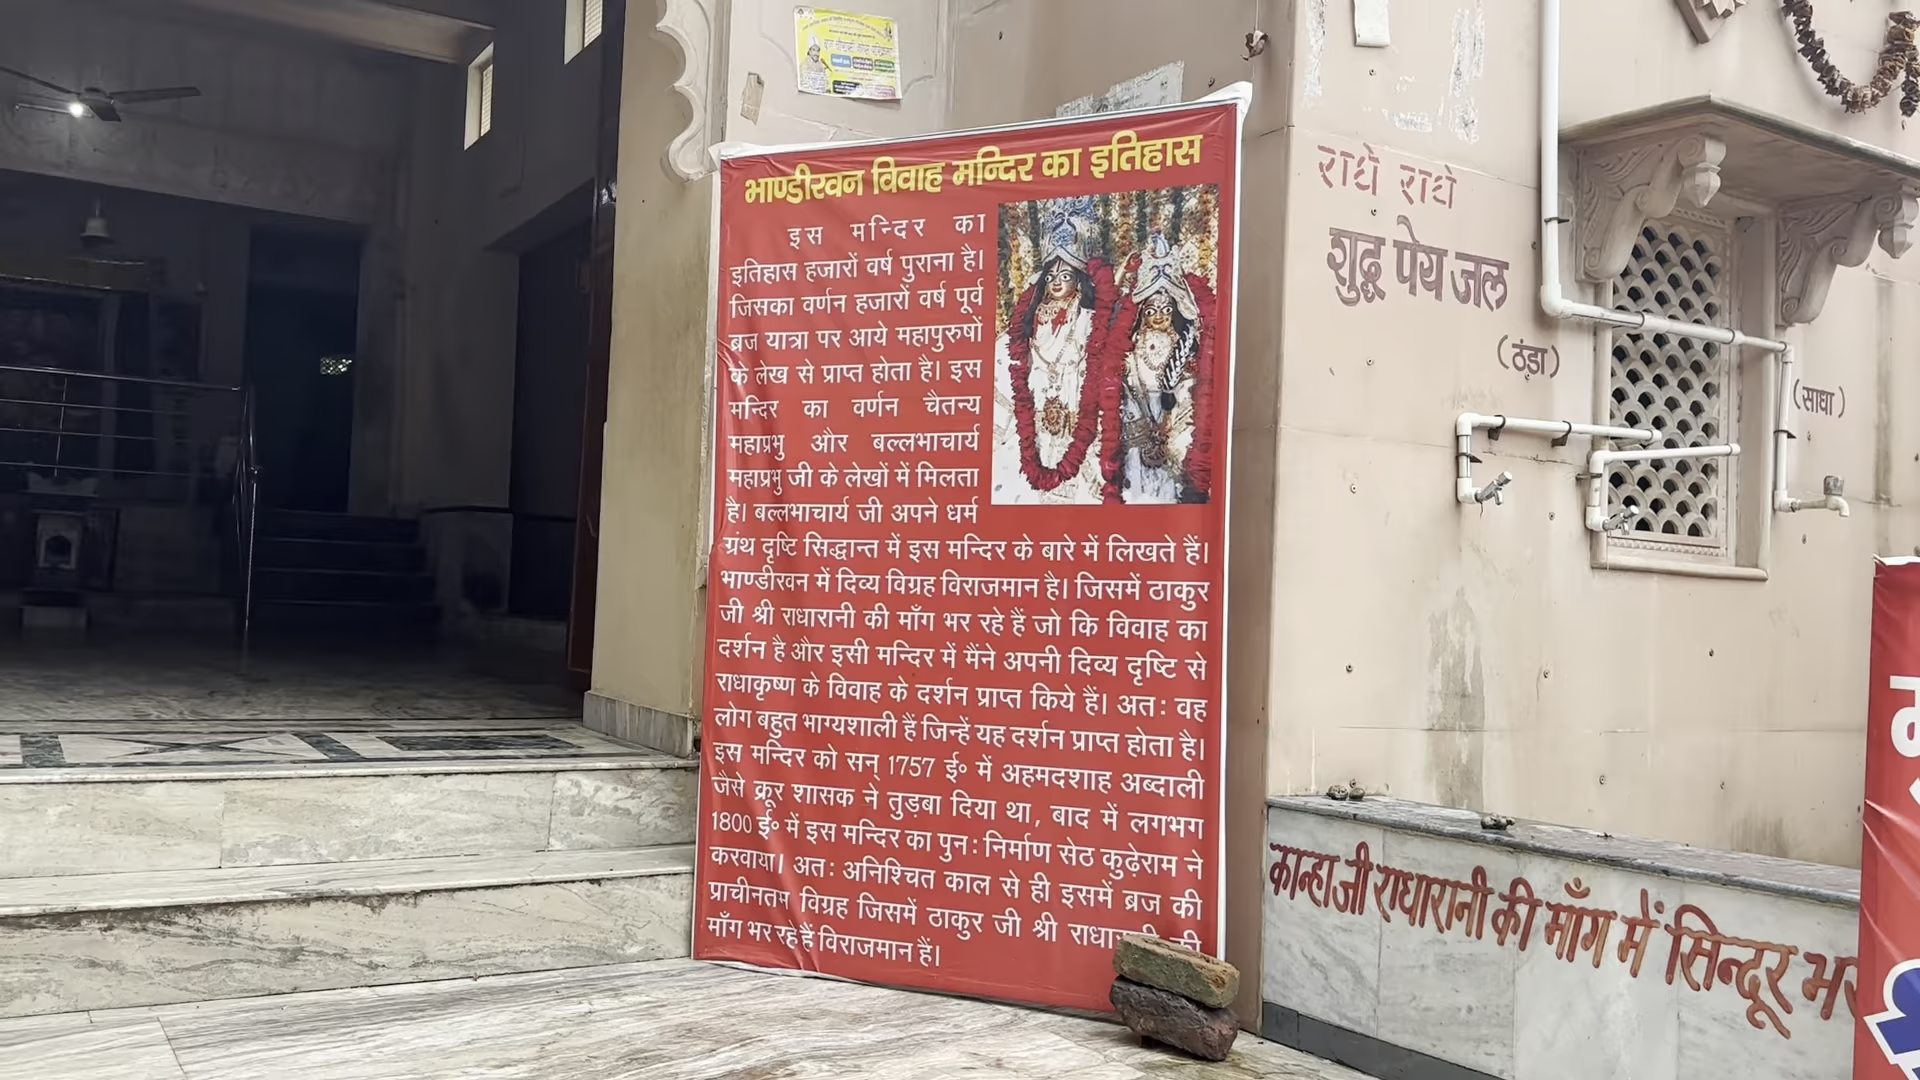 भाण्डीरवन विवाह मन्दिर का इतिहास
इस मन्दिर का
इतिहास हजारों वर्ष पुराना है।
जिसका वर्णन हजारों वर्ष पूर्व
ब्रज यात्रा पर आये महापुरुषों
के लेख से प्राप्त होता है। इस
मन्दिर का वर्णन चैतन्य
महाप्रभु और बल्लभाचार्य
महाप्रभु जी के लेखों में मिलता
है। बल्लभाचार्य जी अपने धर्म
ग्रंथ दृष्टि सिद्धान्त में इस मन्दिर के बारे में लिखते हैं।
भाण्डीरवन में दिव्य विग्रह विराजमान है। जिसमें ठाकुर
जी श्री राधारानी की माँग भर रहे हैं जो कि विवाह का
दर्शन है और इसी मन्दिर में मैंने अपनी दिव्य दृष्टि से
राधाकृष्ण के विवाह के दर्शन प्राप्त किये हैं। अतः वह
लोग बहुत भाग्यशाली हैं जिन्हें यह दर्शन प्राप्त होता है।
इस मन्दिर को सन् 1757 ई॰ में अहमदशाह अब्दाली
जैसे क्रूर शासक ने तुड़बा दिया था, बाद में लगभग
1800 ई॰ में इस मन्दिर का पुनः निर्माण सेठ कुढ़ेराम ने
करवाया। अतः अनिश्चित काल से ही इसमें ब्रज की
प्राचीनतम विग्रह जिसमें ठाकुर जी श्री राधारानी की
माँग भर रहे हैं विराजमान हैं।
राधे राधे
शुद्ध पेय जल
(ठंडा)
(साधा)
कान्हा जी राधारानी की माँग में सिन्दूर भर